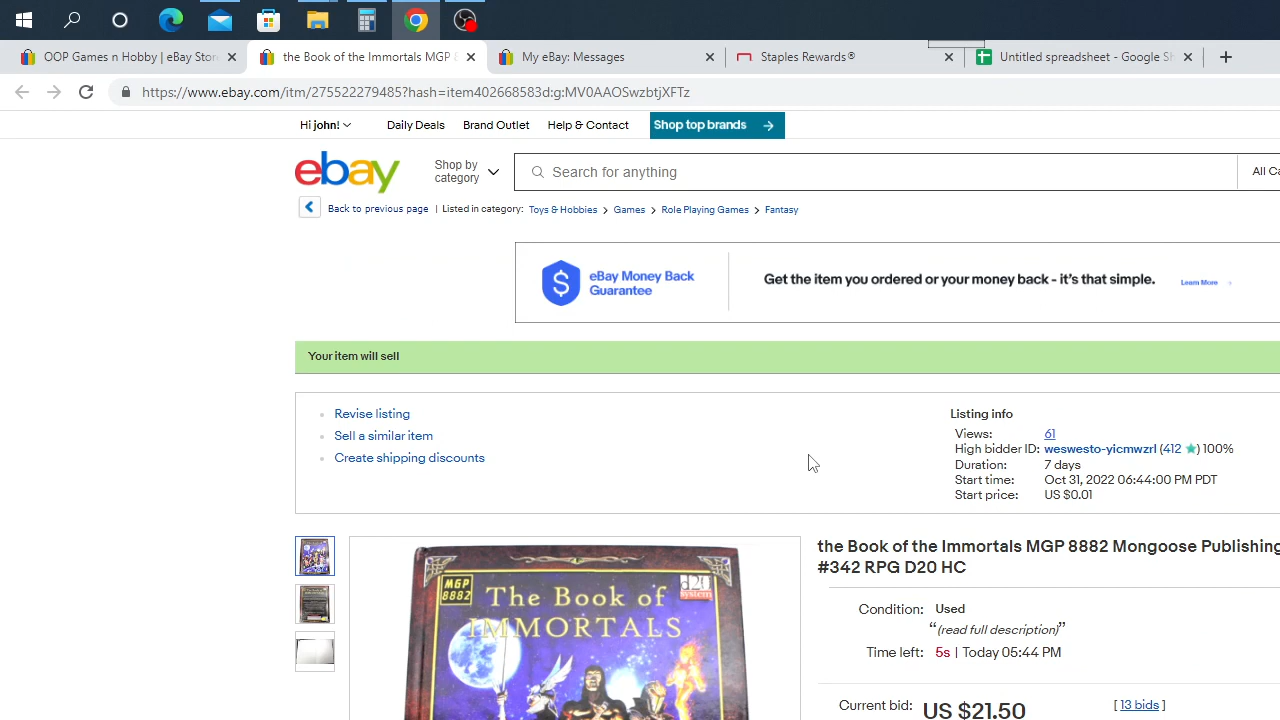 OOP Games n Hobby | eBay Stor
the Book of the Immortals MGP 8
My eBay: Messages
Staples Rewards®
Untitled spreadsheet - Google Sh
https://www.ebay.com/itm/275522279485?hash=item402668583d:g:MV0AAOSwzbtjXFTz
Hi john!
Daily Deals
Brand Outlet
Help & Contact
Shop top brands
ebay
Shop by
category
Search for anything
All Ca
Back to previous page | Listed in category: Toys & Hobbies > Games > Role Playing Games > Fantasy
eBay Money Back
Guarantee
Get the item you ordered or your money back - it's that simple.
Learn More
Your item will sell
Revise listing
Sell a similar item
Create shipping discounts
Listing info
Views: 61
High bidder ID: weswesto-yicmwzrl (412 ★) 100%
Duration: 7 days
Start time: Oct 31, 2022 06:44:00 PM PDT
Start price: US $0.01
MGP
8882
The Book of
IMMORTALS
d20
system
the Book of the Immortals MGP 8882 Mongoose Publishing
#342 RPG D20 HC
Condition: Used
“(read full description)”
Time left: 5s | Today 05:44 PM
Current bid: US $21.50 [ 13 bids ]